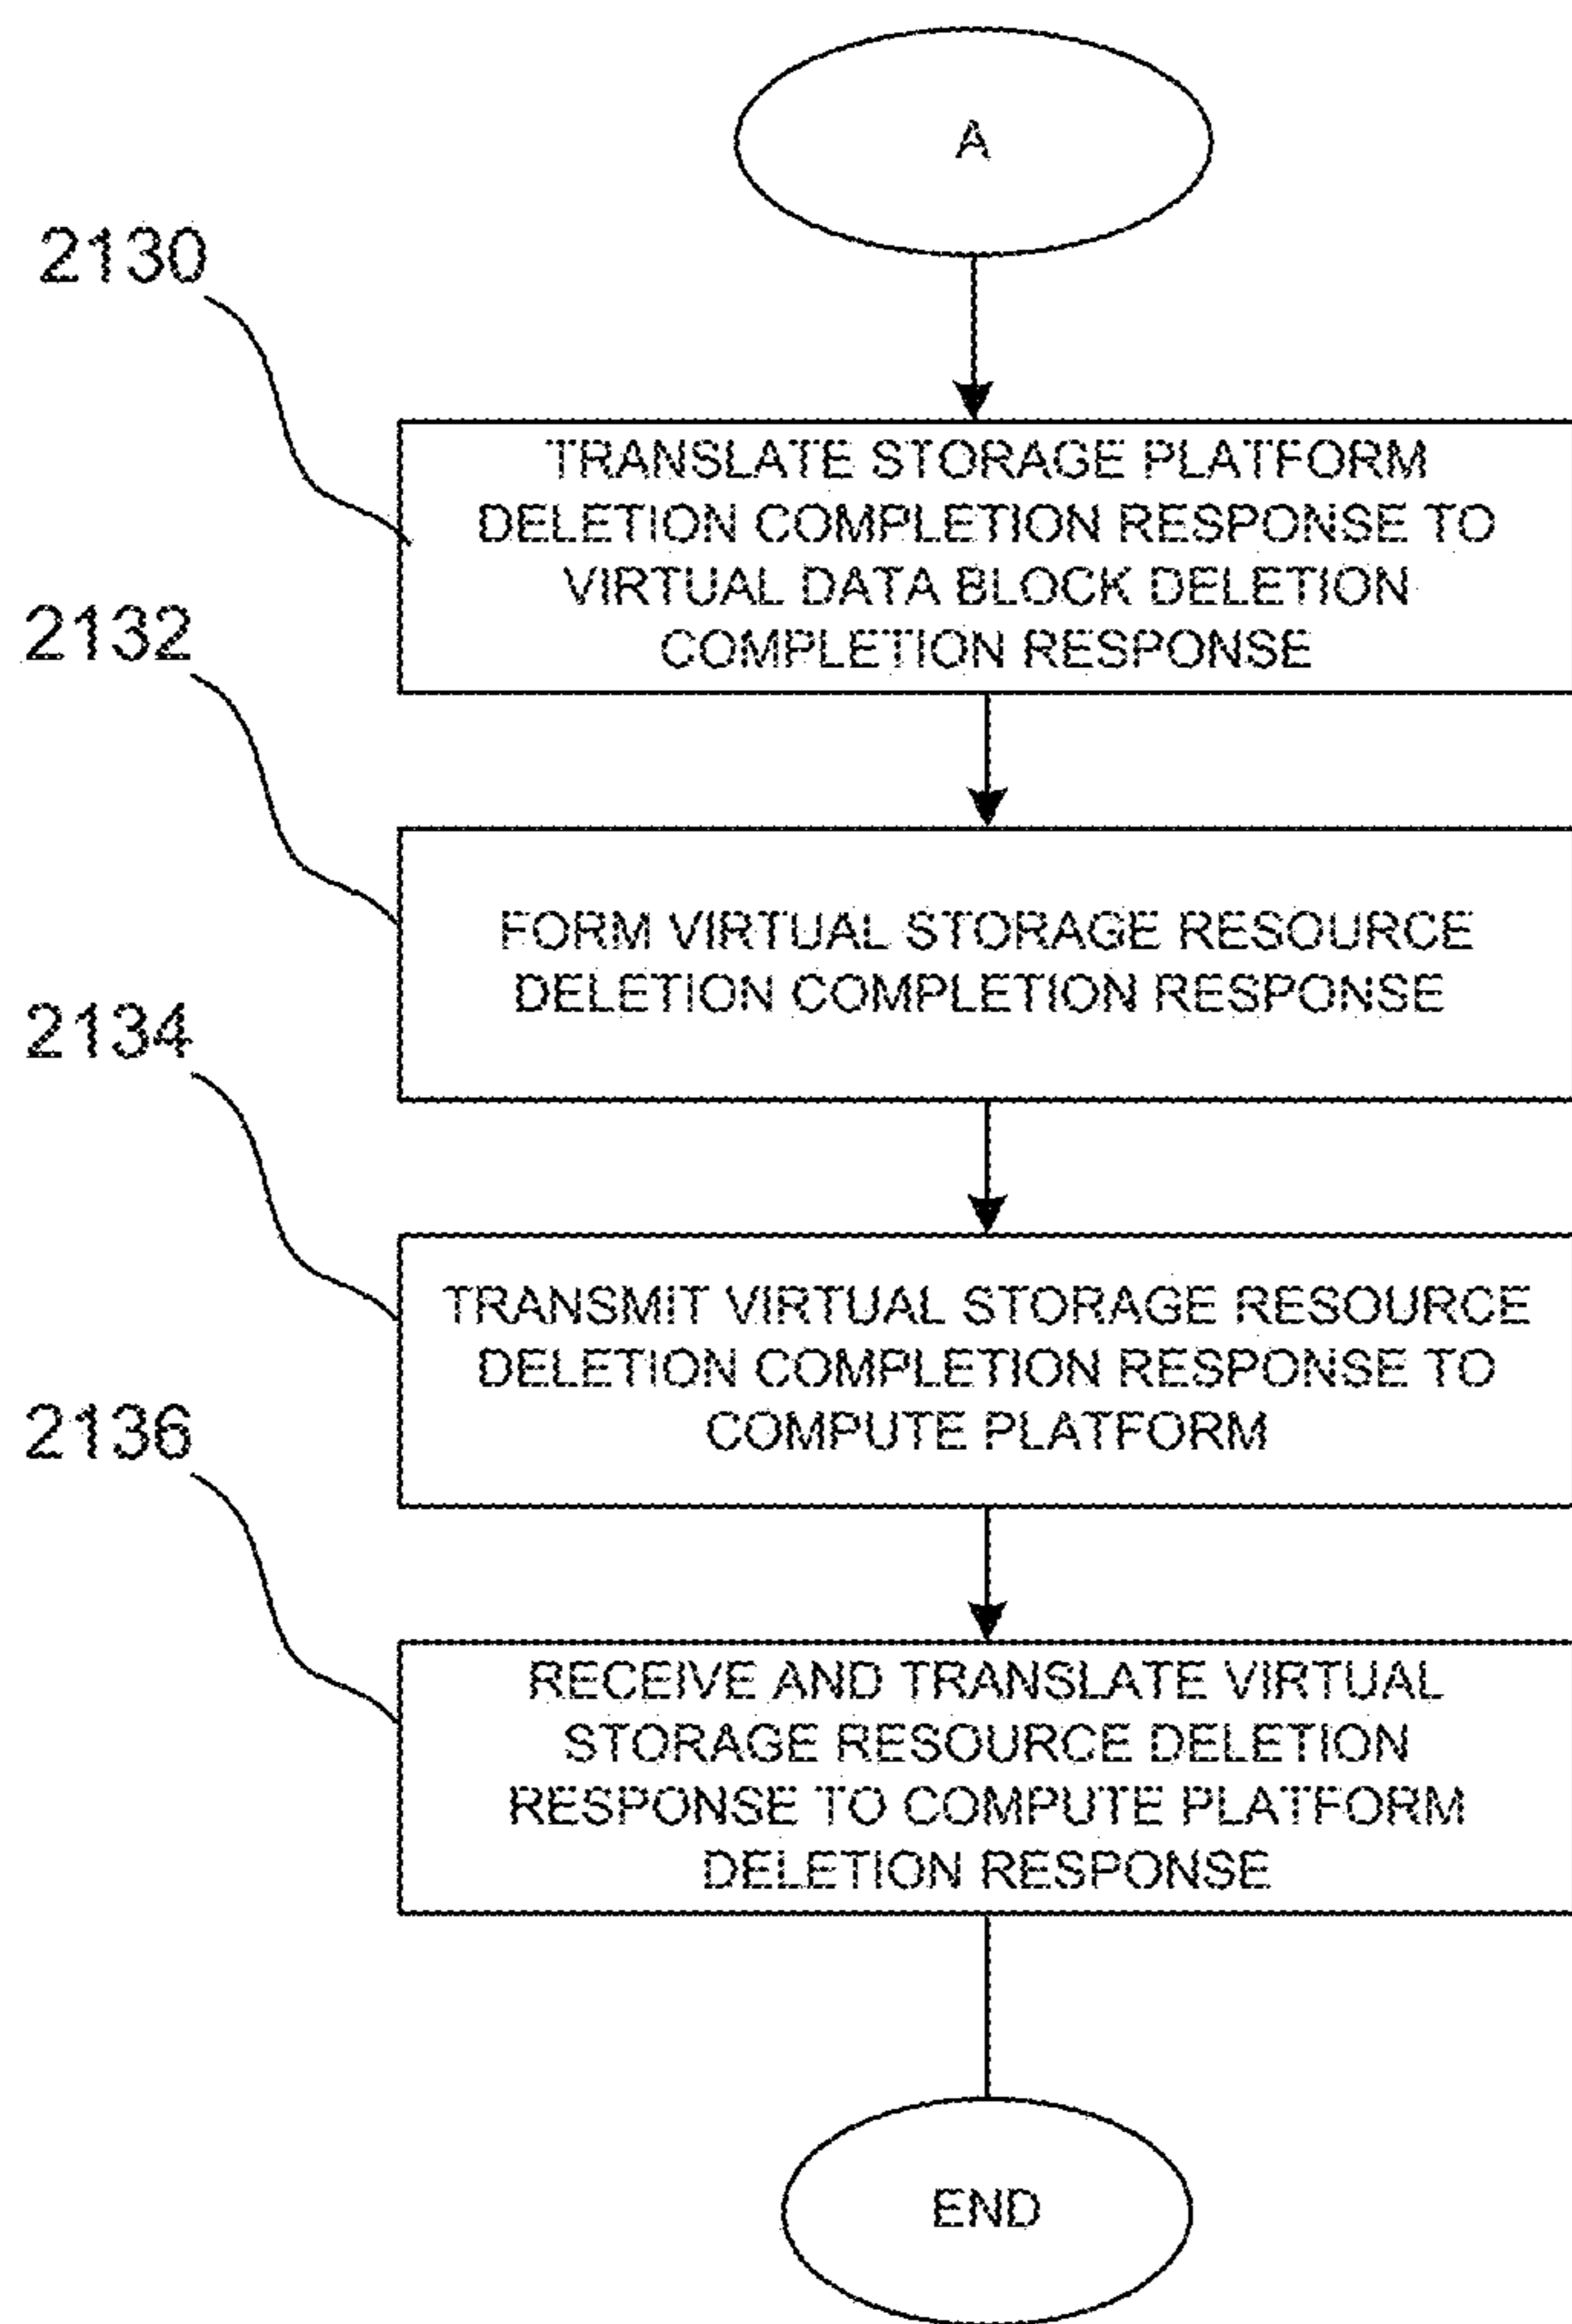 A
2130
TRANSLATE STORAGE PLATFORM
DELETION COMPLETION RESPONSE TO
VIRTUAL DATA BLOCK DELETION
COMPLETION RESPONSE
2132
FORM VIRTUAL STORAGE RESOURCE
DELETION COMPLETION RESPONSE
2134
TRANSMIT VIRTUAL STORAGE RESOURCE
DELETION COMPLETION RESPONSE TO
COMPUTE PLATFORM
2136
RECEIVE AND TRANSLATE VIRTUAL
STORAGE RESOURCE DELETION
RESPONSE TO COMPUTE PLATFORM
DELETION RESPONSE
END